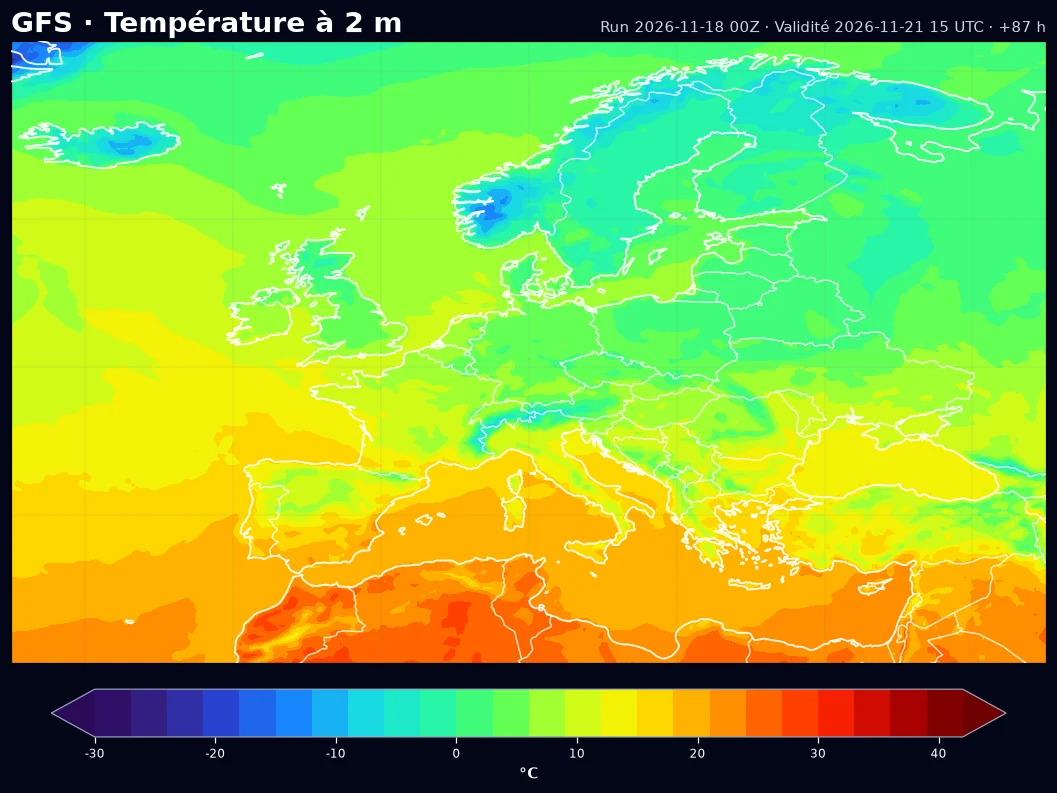 GFS · Température à 2 m
Run 2026-11-18 00Z · Validité 2026-11-21 15 UTC · +87 h
-30 -20 -10 0 10 20 30 40
°C